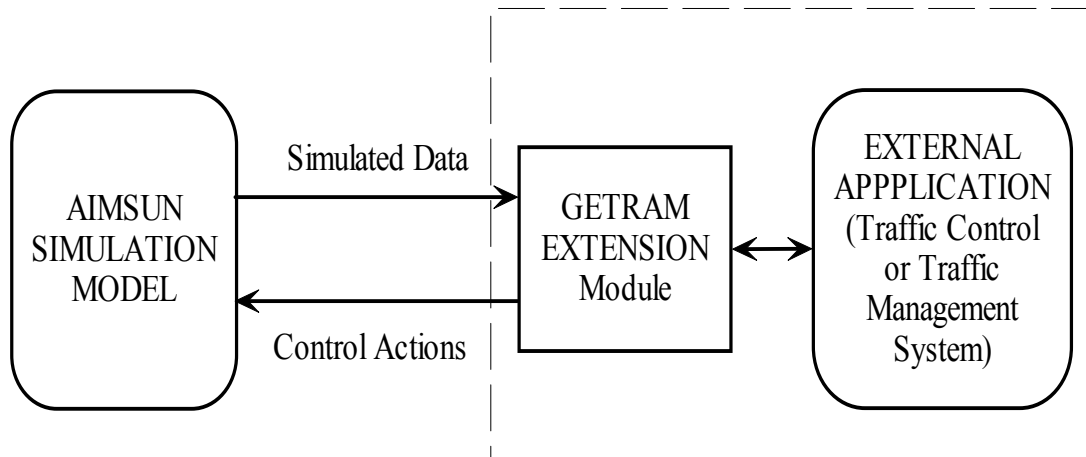 AIMSUN
SIMULATION
MODEL
Simulated Data
Control Actions
GETRAM
EXTENSION
Module
EXTERNAL
APPPLICATION
(Traffic Control
or Traffic
Management
System)